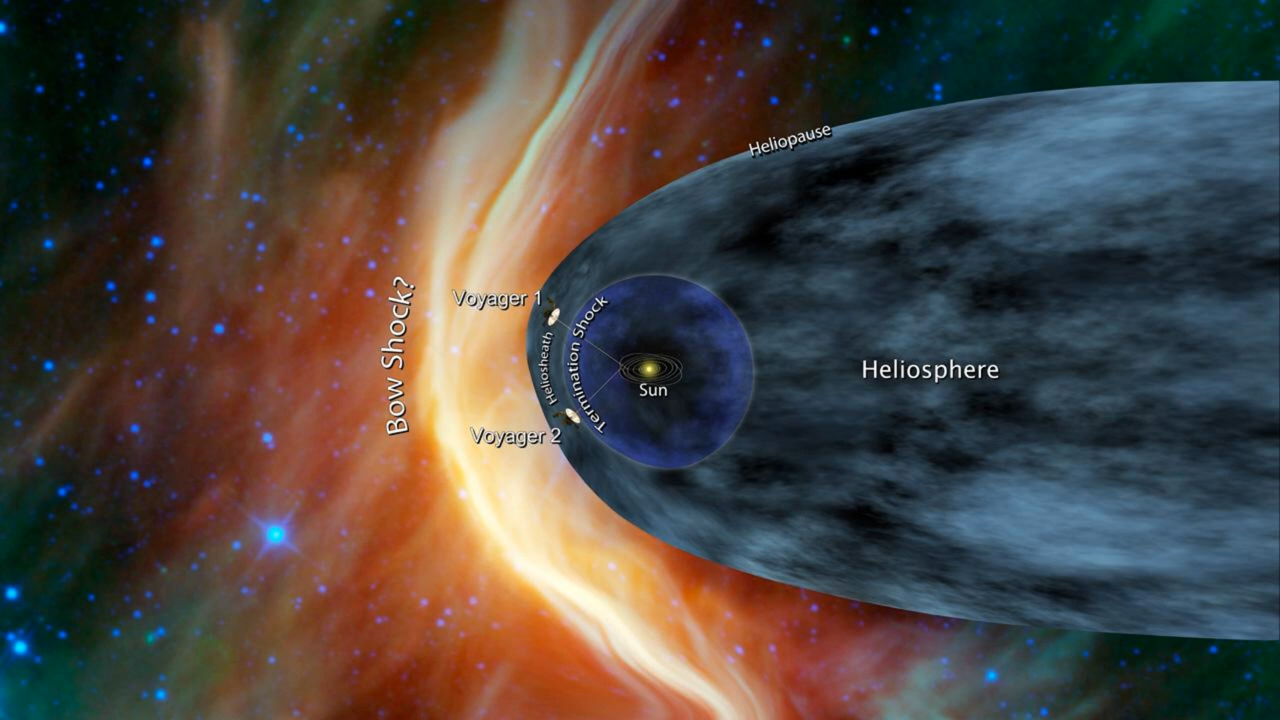 Heliopause
Bow Shock?
Voyager 1
Heliosheath
Termination Shock
Sun
Heliosphere
Voyager 2